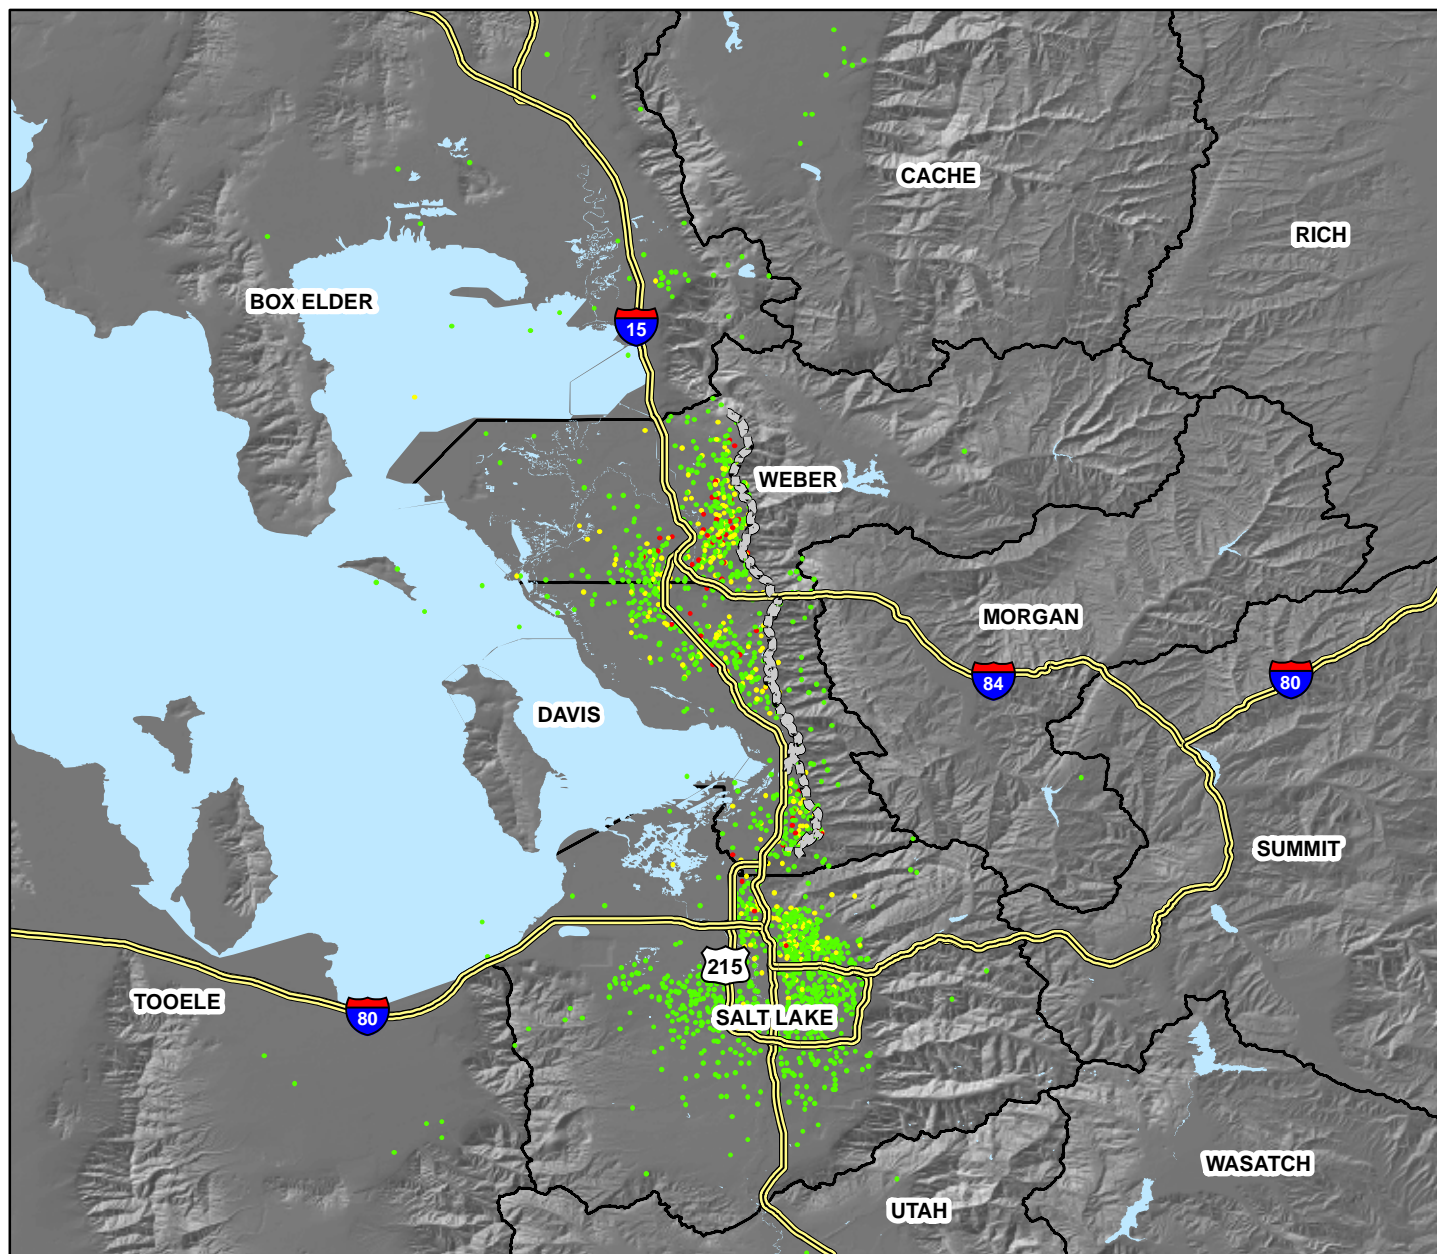 CACHE
RICH
BOX ELDER
15
WEBER
MORGAN
84
80
DAVIS
SUMMIT
215
TOOELE
80
SALT LAKE
WASATCH
UTAH